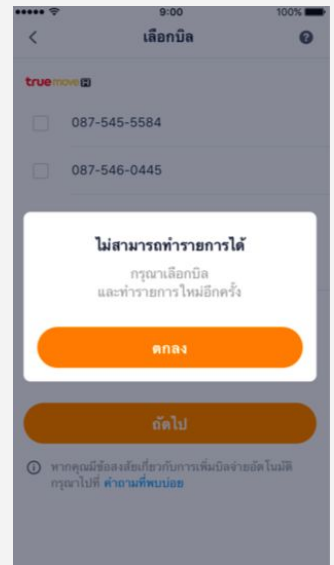 9:00
100%
เลือกบิล
truemove H
087-545-5584
087-546-0445
ไม่สามารถทำรายการได้
กรุณาเลือกบิล
และทำรายการใหม่อีกครั้ง
ตกลง
ถัดไป
หากคุณมีข้อสงสัยเกี่ยวกับการเพิ่มบิลจ่ายอัตโนมัติ
กรุณาไปที่ คำถามที่พบบ่อย